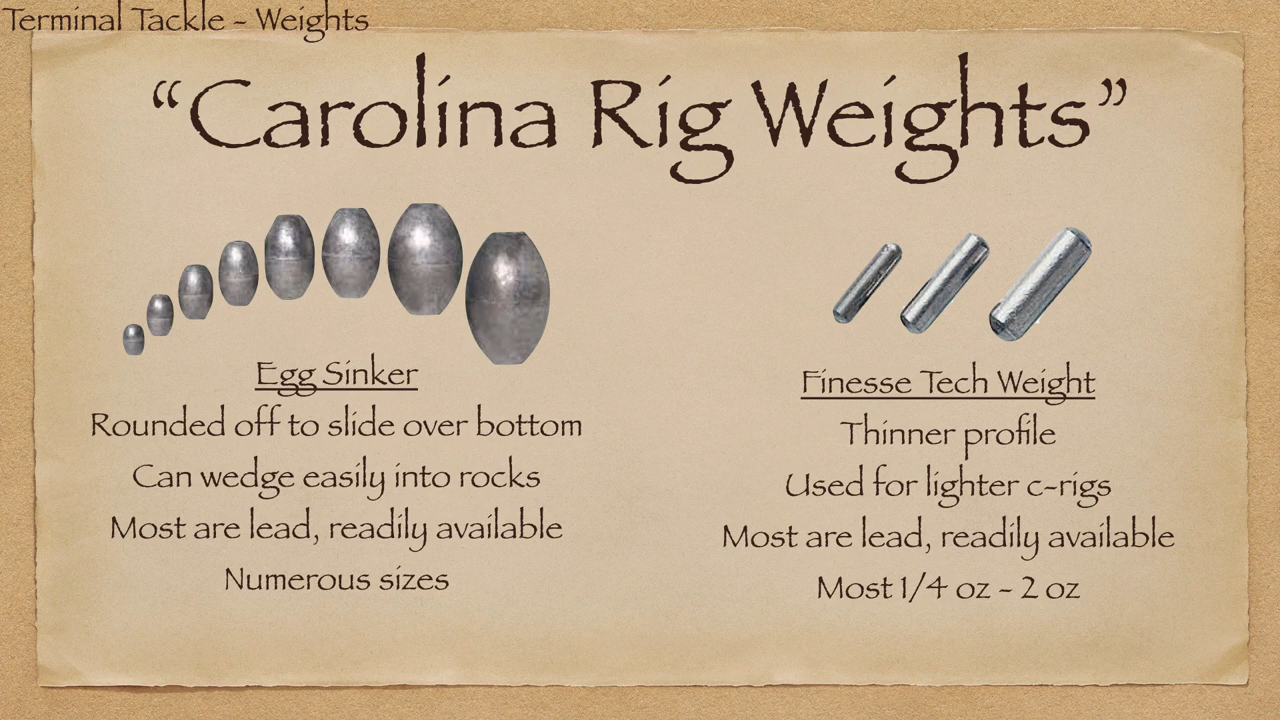 Terminal Tackle - Weights
“Carolina Rig Weights”
Egg Sinker
Rounded off to slide over bottom
Can wedge easily into rocks
Most are lead, readily available
Numerous sizes
Finesse Tech Weight
Thinner profile
Used for lighter c-rigs
Most are lead, readily available
Most 1/4 oz - 2 oz